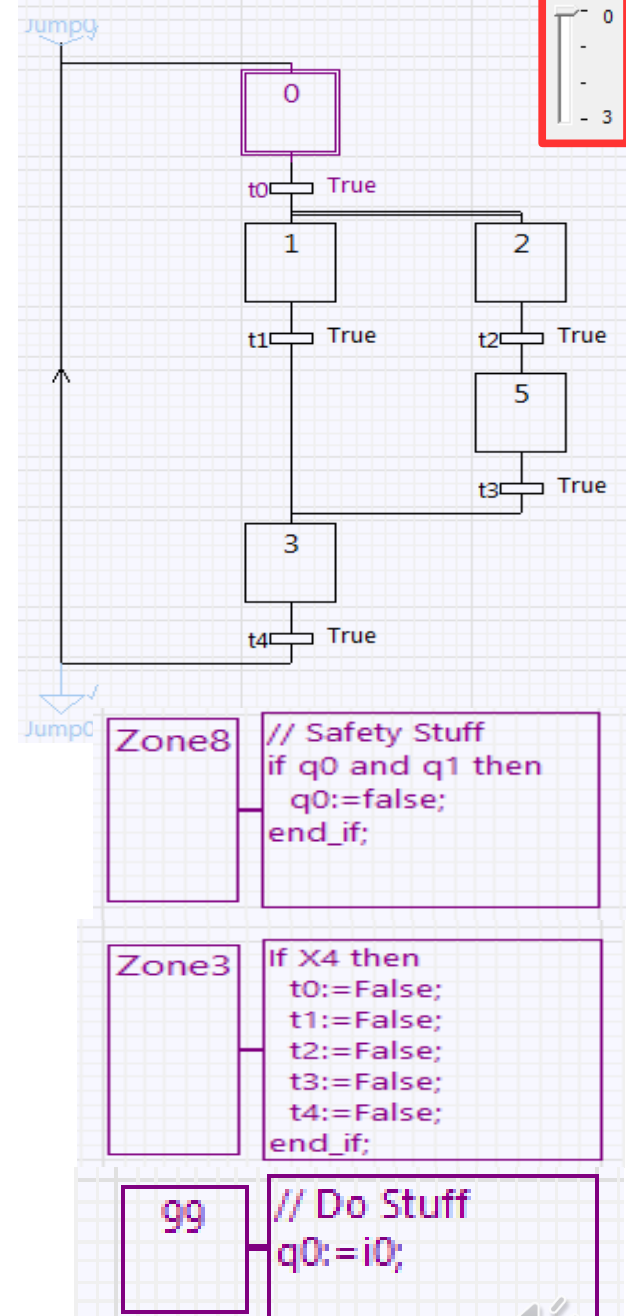 Jump0
0
- 3
0
t0 True
1 2
t1 True t2 True
5
t3 True
3
t4 True
Jump0
Zone8
// Safety Stuff
if q0 and q1 then
q0:=false;
end_if;
Zone3
If X4 then
t0:=False;
t1:=False;
t2:=False;
t3:=False;
t4:=False;
end_if;
99
// Do Stuff
q0:=i0;